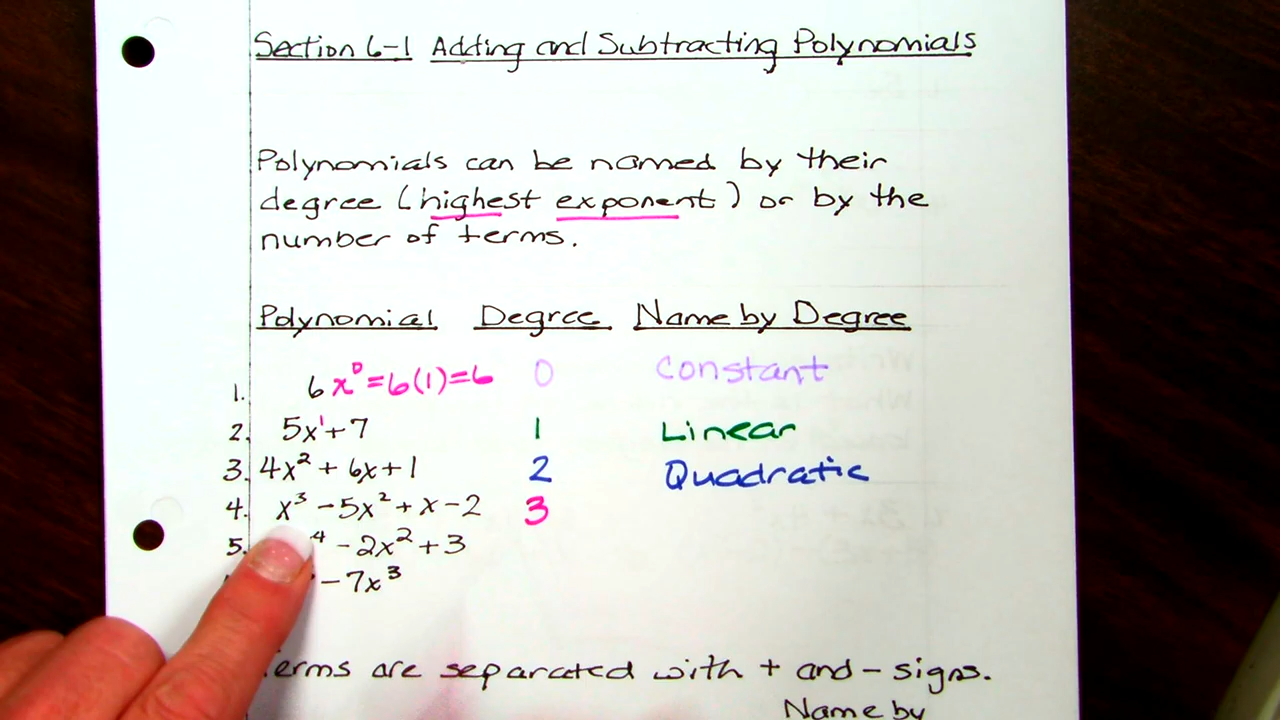 Section 6-1 Adding and Subtracting Polynomials
Polynomials can be named by their
degree (highest exponent) or by the
number of terms.
Polynomial Degree Name by Degree
1. 6x⁰=6(1)=6 0 Constant
2. 5x¹+7 1 Linear
3. 4x² + 6x+1 2 Quadratic
4. x³ -5x² + x -2 3
5. ⁴ - 2x² + 3
- 7x³
erms are separated with + and - signs.
Name by